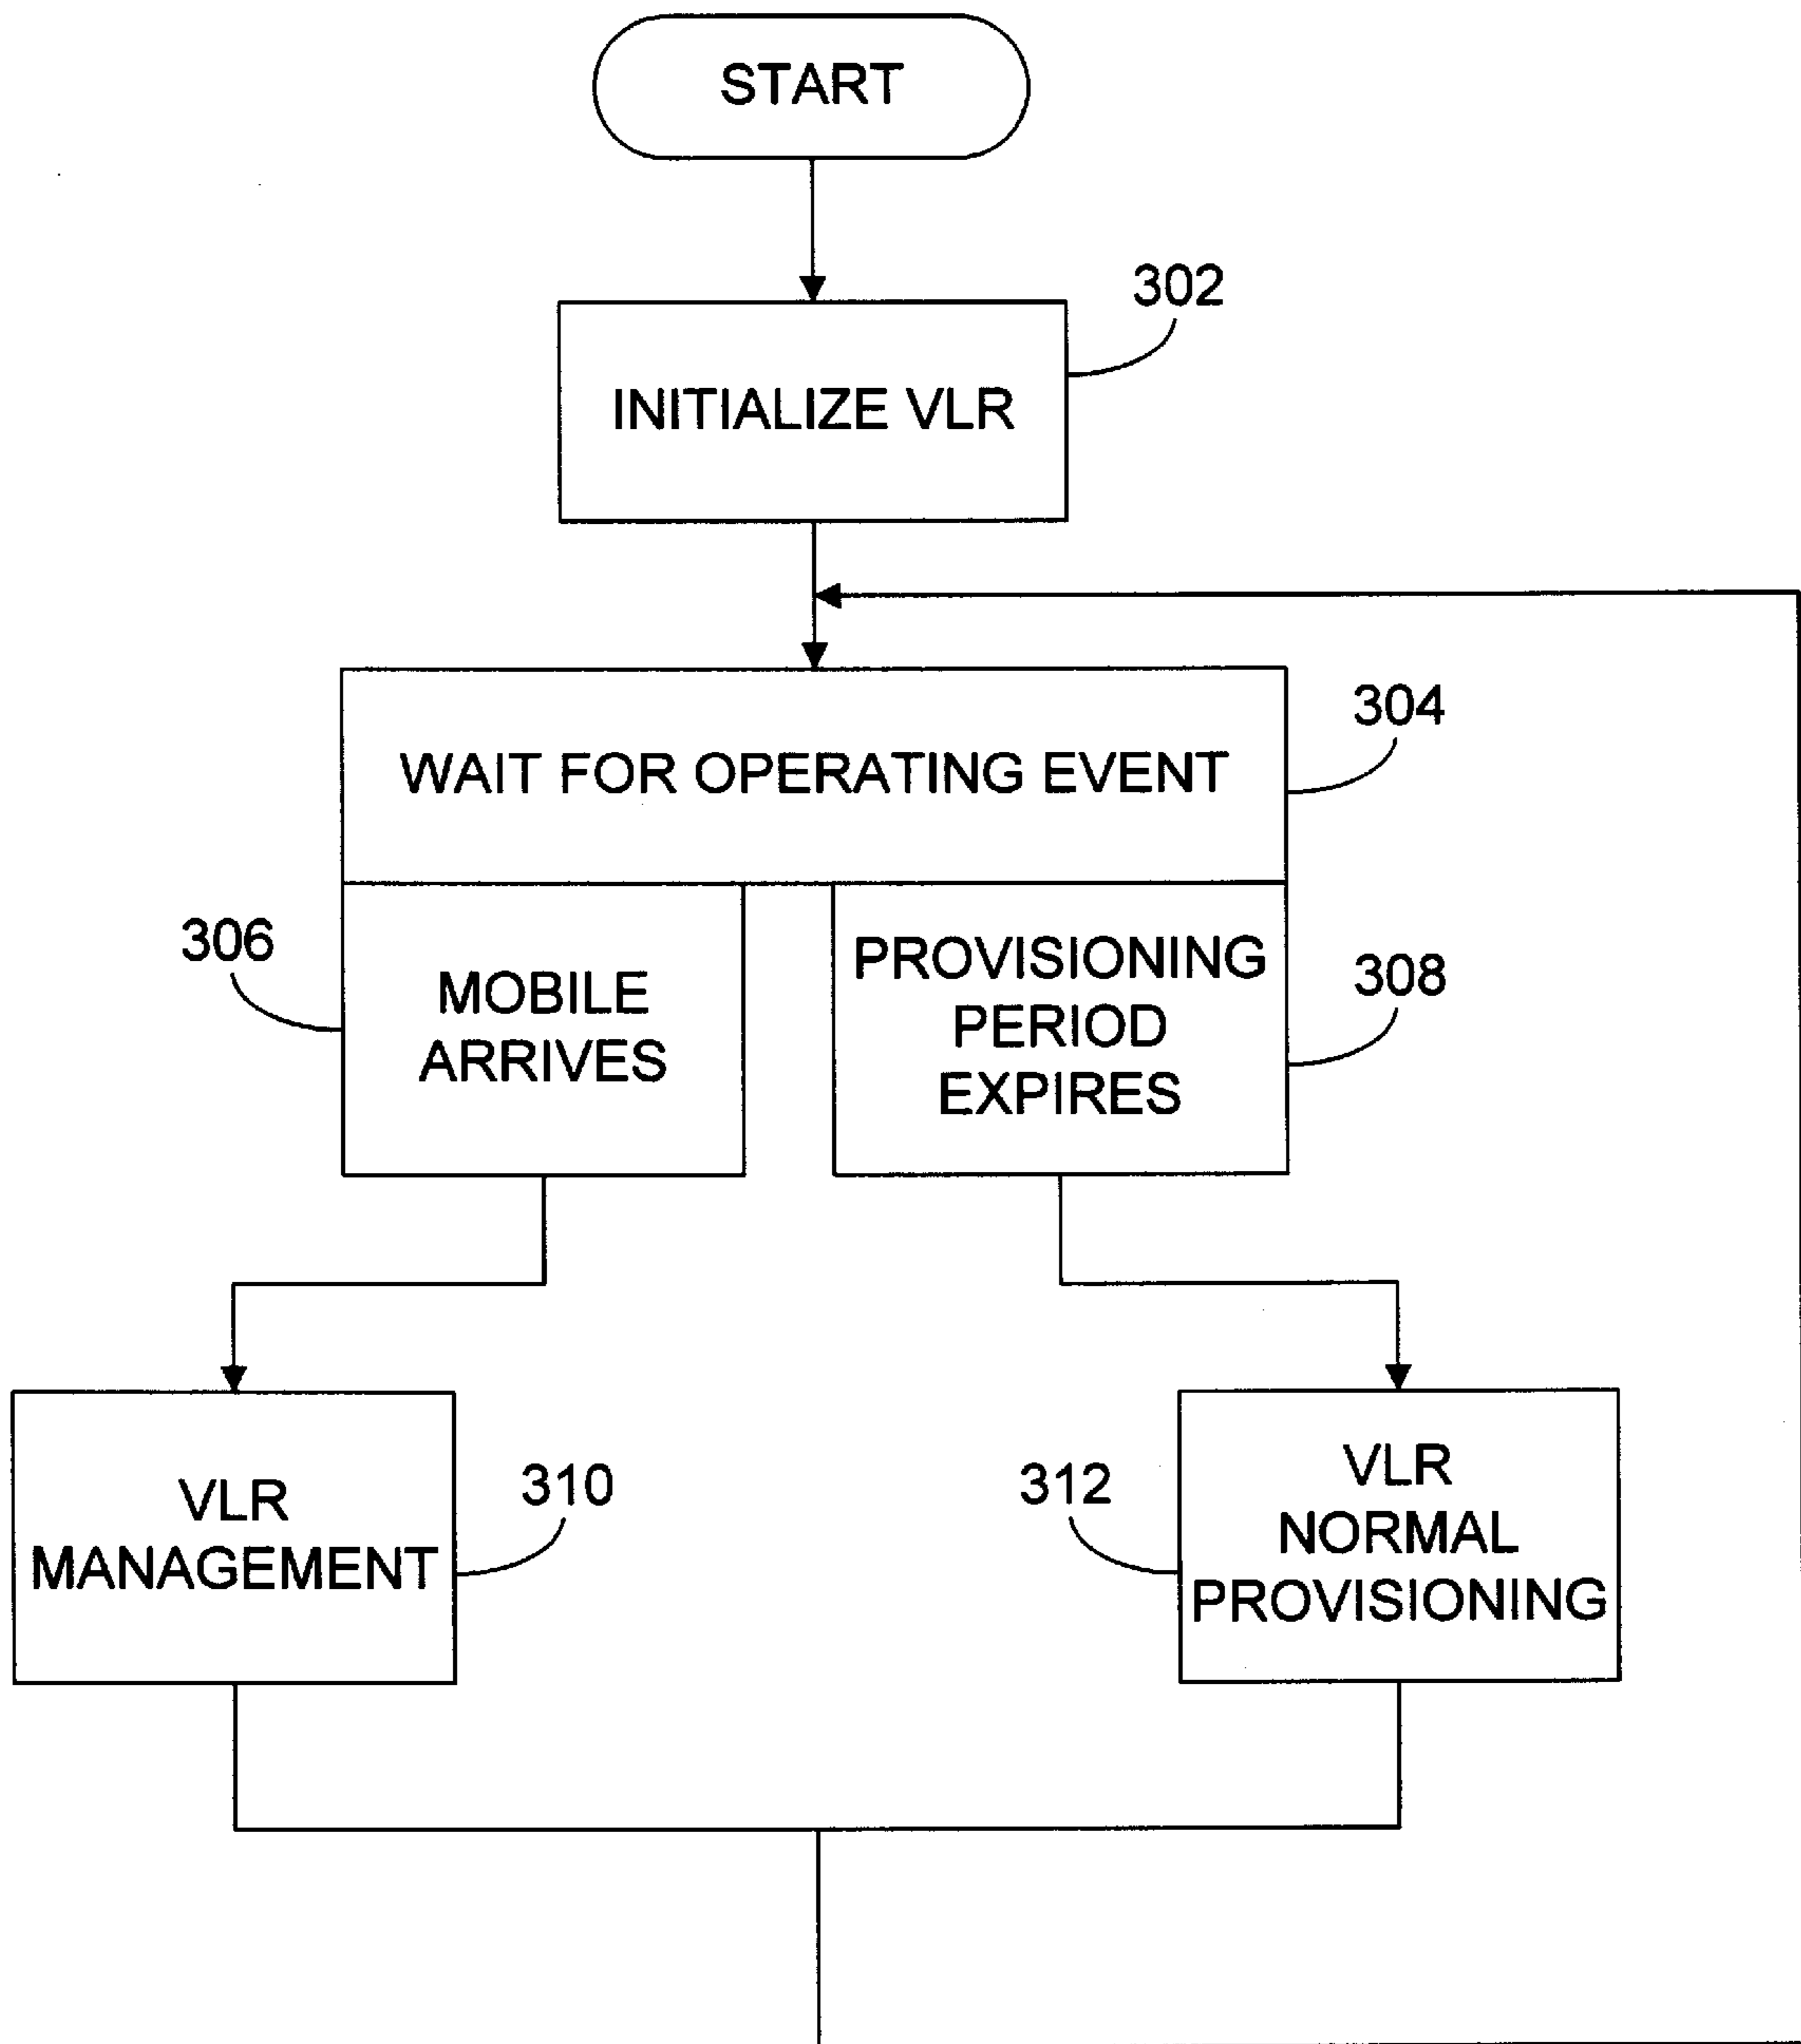 START
302
INITIALIZE VLR
304
WAIT FOR OPERATING EVENT
306
MOBILE
ARRIVES
PROVISIONING
PERIOD
EXPIRES
308
VLR
MANAGEMENT
310
312
VLR
NORMAL
PROVISIONING